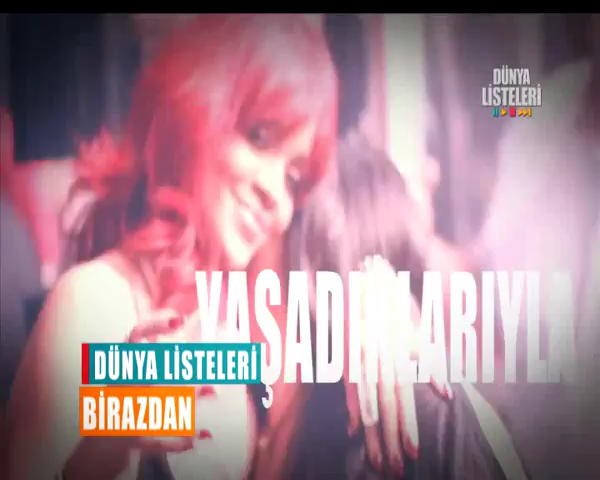 DÜNYA
LİSTELERİ
YAŞADIKLARIYLA
DÜNYA LİSTELERİ
BİRAZDAN